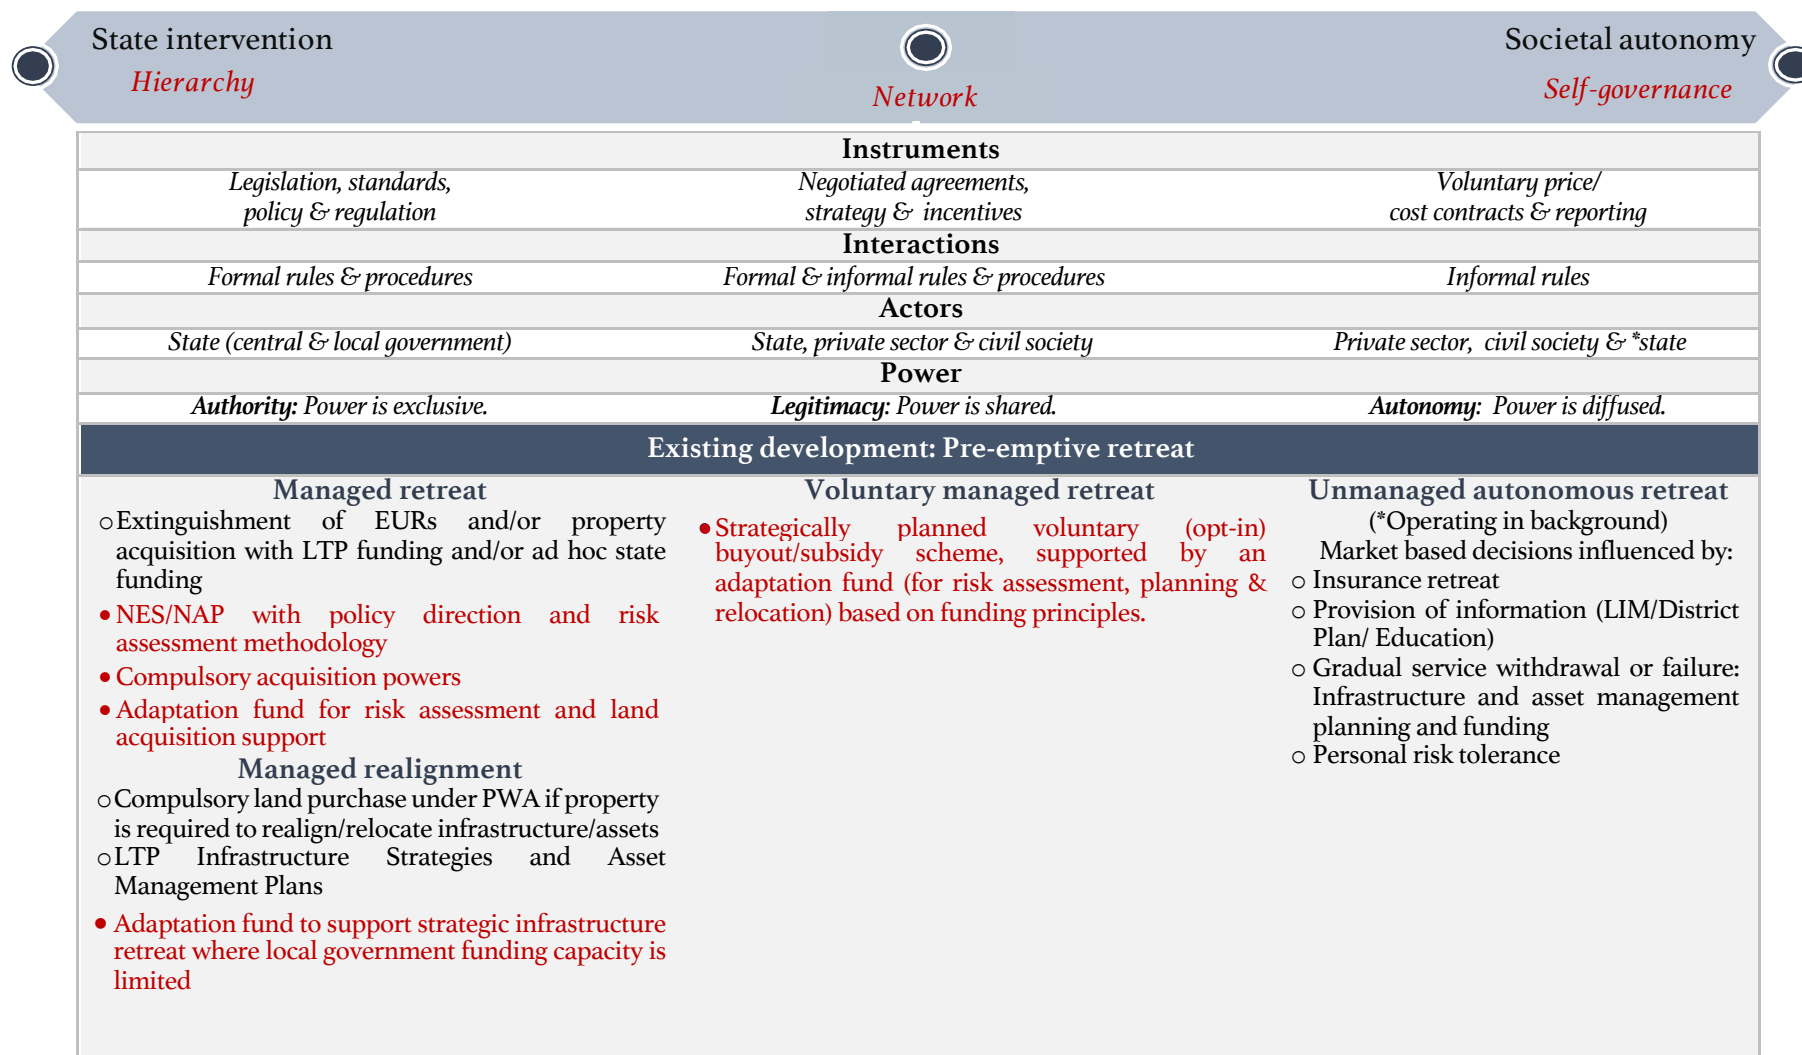 State intervention
Hierarchy
Network
Societal autonomy
Self-governance
Instruments
Legislation, standards,
policy & regulation
Negotiated agreements,
strategy & incentives
Voluntary price/
cost contracts & reporting
Interactions
Formal rules & procedures
Formal & informal rules & procedures
Informal rules
Actors
State (central & local government)
State, private sector & civil society
Private sector, civil society & *state
Power
Authority: Power is exclusive.
Legitimacy: Power is shared.
Autonomy: Power is diffused.
Existing development: Pre-emptive retreat
Managed retreat
○Extinguishment of EURs and/or property
acquisition with LTP funding and/or ad hoc state
funding
•NES/NAP with policy direction and risk
assessment methodology
•Compulsory acquisition powers
•Adaptation fund for risk assessment and land
acquisition support
Managed realignment
○Compulsory land purchase under PWA if property
is required to realign/relocate infrastructure/assets
○LTP Infrastructure Strategies and Asset
Management Plans
•Adaptation fund to support strategic infrastructure
retreat where local government funding capacity is
limited
Voluntary managed retreat
•Strategically planned voluntary (opt-in)
buyout/subsidy scheme, supported by an
adaptation fund (for risk assessment, planning &
relocation) based on funding principles.
Unmanaged autonomous retreat
(*Operating in background)
Market based decisions influenced by:
○ Insurance retreat
○ Provision of information (LIM/District
Plan/ Education)
○ Gradual service withdrawal or failure:
Infrastructure and asset management
planning and funding
○ Personal risk tolerance